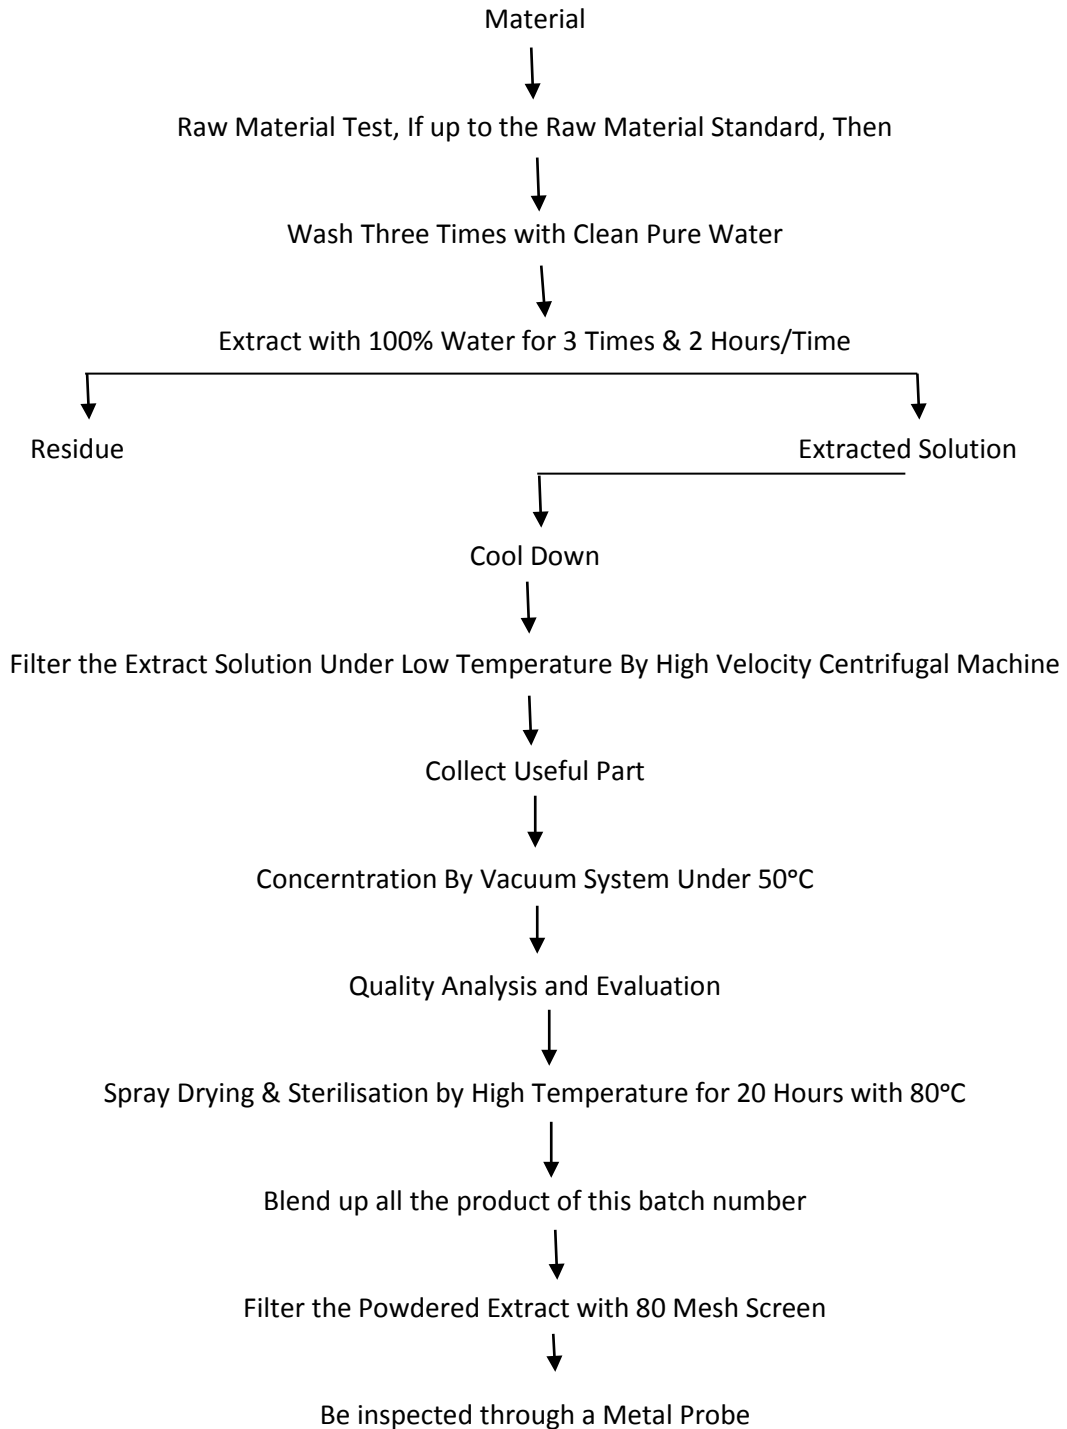 Material
Raw Material Test, If up to the Raw Material Standard, Then
Wash Three Times with Clean Pure Water
Extract with 100% Water for 3 Times & 2 Hours/Time
Residue
Extracted Solution
Cool Down
Filter the Extract Solution Under Low Temperature By High Velocity Centrifugal Machine
Collect Useful Part
Concerntration By Vacuum System Under 50°C
Quality Analysis and Evaluation
Spray Drying & Sterilisation by High Temperature for 20 Hours with 80°C
Blend up all the product of this batch number
Filter the Powdered Extract with 80 Mesh Screen
Be inspected through a Metal Probe